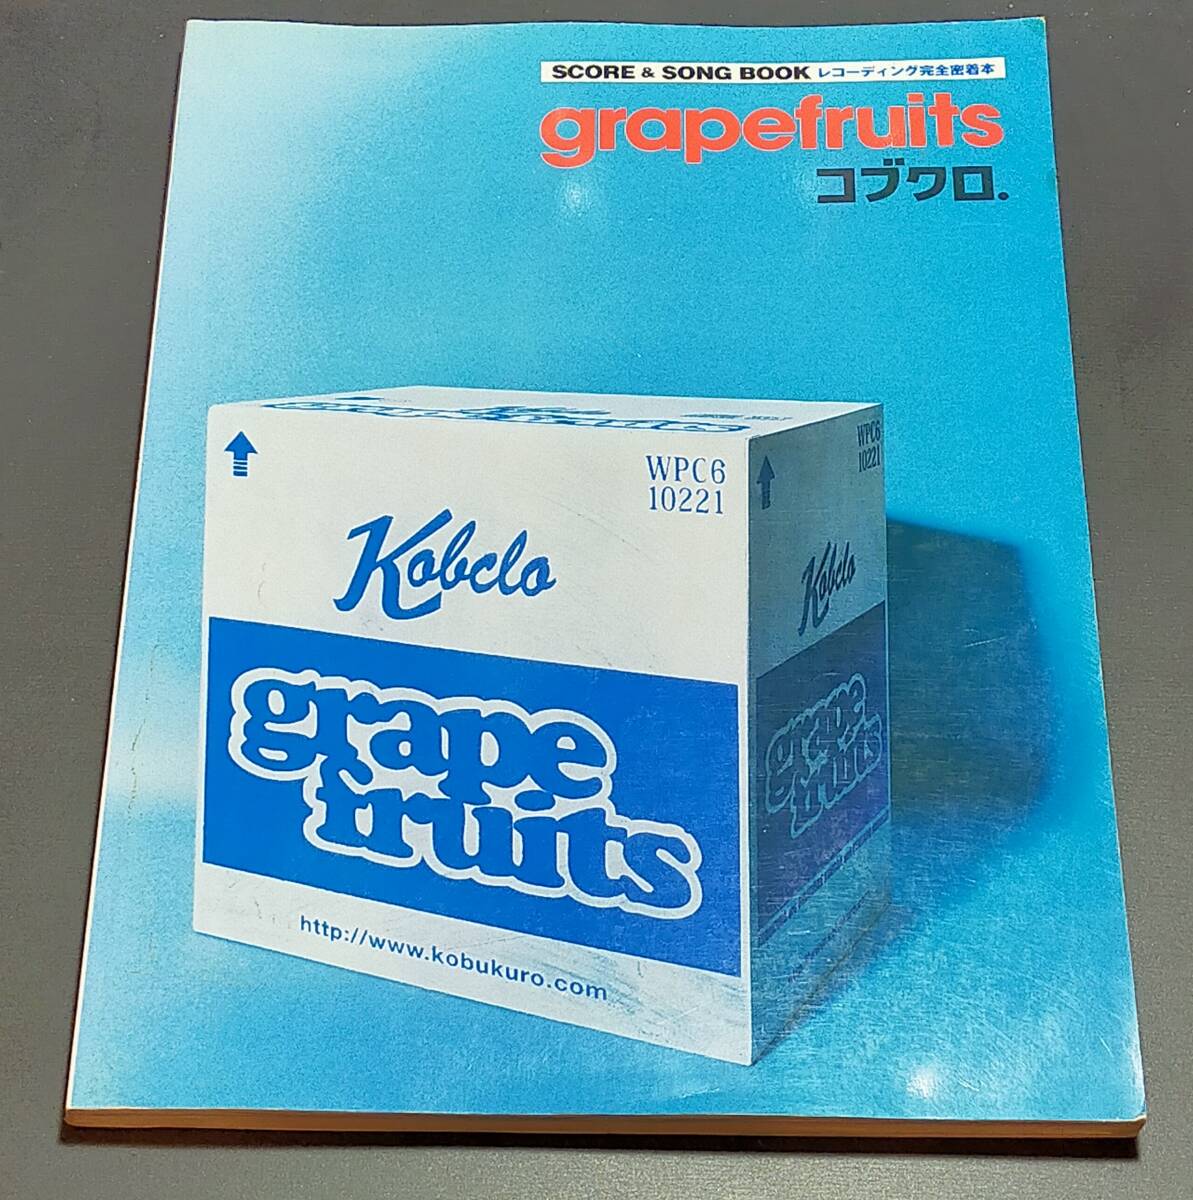 SCORE & SONG BOOK レコーディング完全密着本
grapefruits
コブクロ.
WPC6
10221
Kobclo
grape
fruits
http://www.kobukuro.com
WPC6
10221
Kobclo
grape
fruits